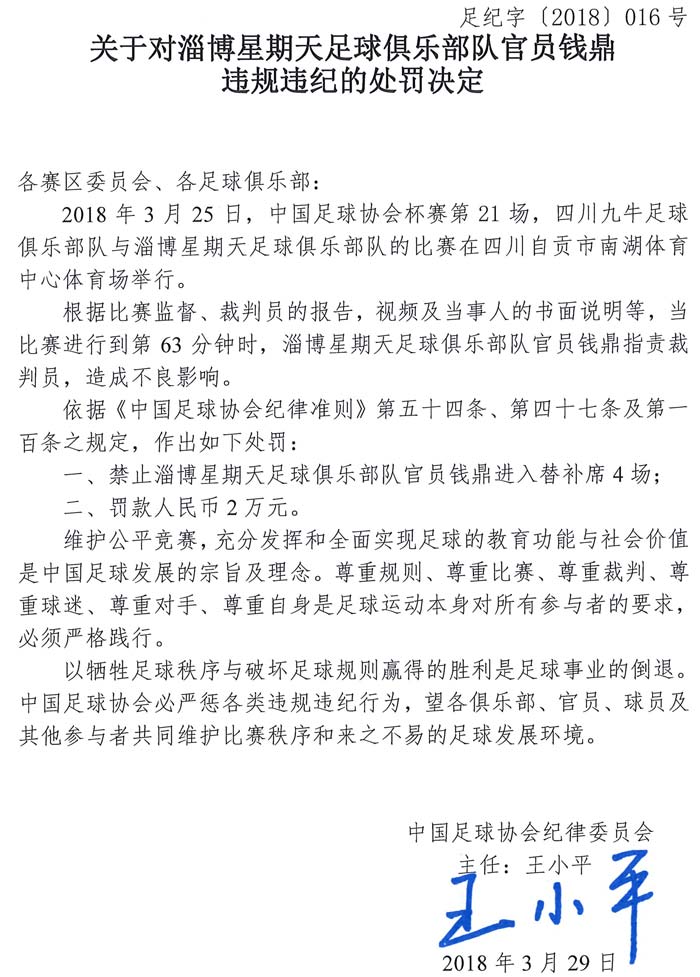 足纪字〔2018〕016号
关于对淄博星期天足球俱乐部队官员钱鼎
违规违纪的处罚决定
各赛区委员会、各足球俱乐部：
2018年3月25日，中国足球协会杯赛第21场，四川九牛足球
俱乐部队与淄博星期天足球俱乐部队的比赛在四川自贡市南湖体育
中心体育场举行。
根据比赛监督、裁判员的报告，视频及当事人的书面说明等，当
比赛进行到第63分钟时，淄博星期天足球俱乐部队官员钱鼎指责裁
判员，造成不良影响。
依据《中国足球协会纪律准则》第五十四条、第四十七条及第一
百条之规定，作出如下处罚：
一、禁止淄博星期天足球俱乐部队官员钱鼎进入替补席4场；
二、罚款人民币2万元。
维护公平竞赛，充分发挥和全面实现足球的教育功能与社会价值
是中国足球发展的宗旨及理念。尊重规则、尊重比赛、尊重裁判、尊
重球迷、尊重对手、尊重自身是足球运动本身对所有参与者的要求，
必须严格践行。
以牺牲足球秩序与破坏足球规则赢得的胜利是足球事业的倒退。
中国足球协会必严惩各类违规违纪行为，望各俱乐部、官员、球员及
其他参与者共同维护比赛秩序和来之不易的足球发展环境。
中国足球协会纪律委员会
主任：王小平
王小平
2018年3月29日